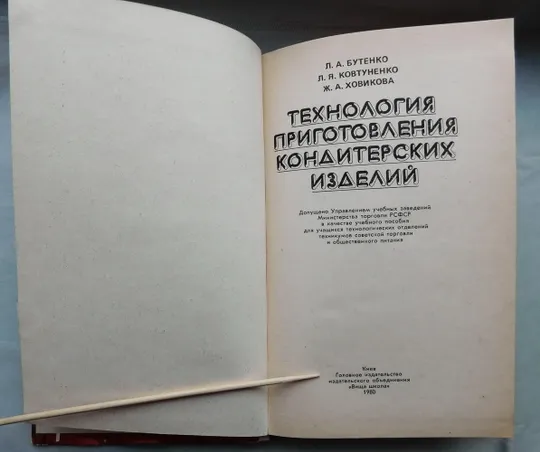 Л. А. БУТЕНКО
Л. Я. КОВТУНЕНКО
Ж. А. ХОВИКОВА
ТЕХНОЛОГИЯ
ПРИГОТОВЛЕНИЯ
КОНДИТЕРСКИХ
ИЗДЕЛИЙ
Допущено Управлением учебных заведений
Министерства торговли РСФСР
в качестве учебного пособия
для учащихся технологических отделений
техникумов советской торговли
и общественного питания
Киев
Головное издательство
издательского объединения
«Вища школа»
1980